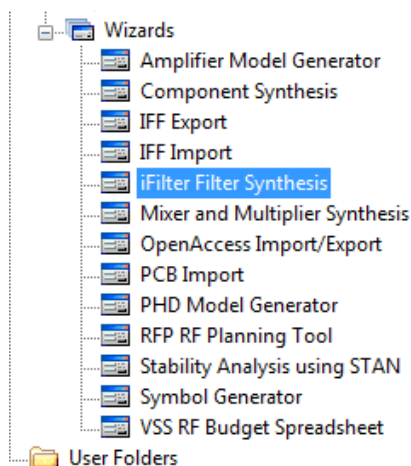 Wizards
Amplifier Model Generator
Component Synthesis
IFF Export
IFF Import
iFilter Filter Synthesis
Mixer and Multiplier Synthesis
OpenAccess Import/Export
PCB Import
PHD Model Generator
RFP RF Planning Tool
Stability Analysis using STAN
Symbol Generator
VSS RF Budget Spreadsheet
User Folders